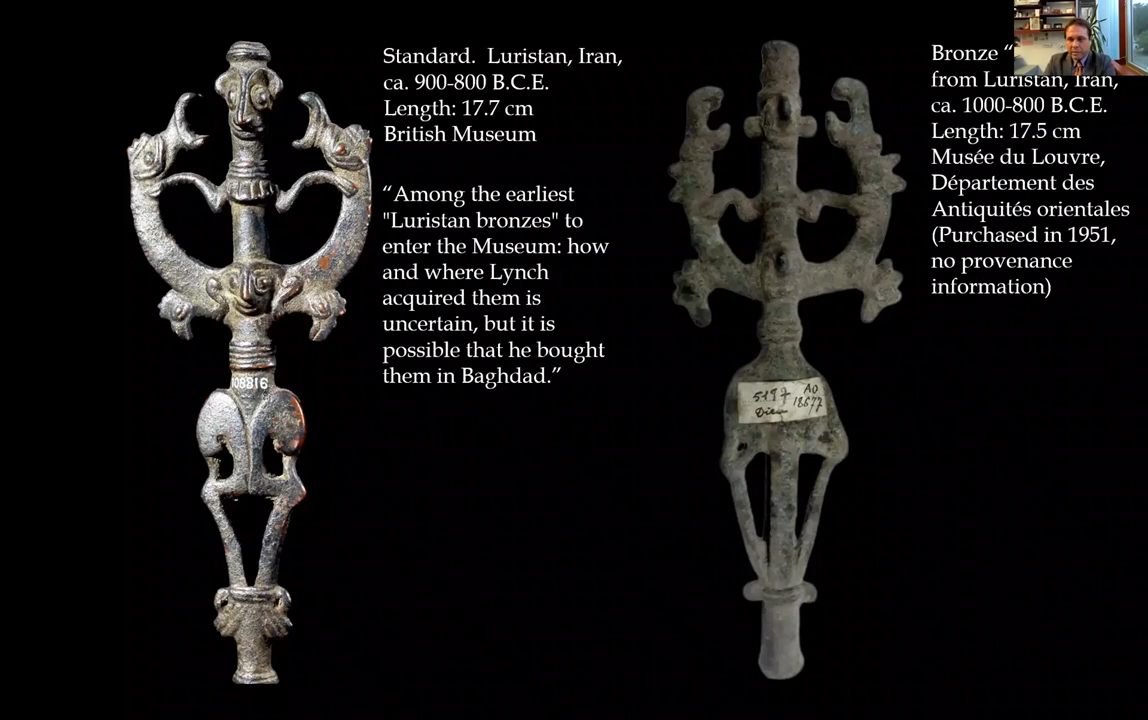 Standard. Luristan, Iran,
ca. 900-800 B.C.E.
Length: 17.7 cm
British Museum
“Among the earliest
"Luristan bronzes" to
enter the Museum: how
and where Lynch
acquired them is
uncertain, but it is
possible that he bought
them in Baghdad.”
108816
Bronze “
from Luristan, Iran,
ca. 1000-800 B.C.E.
Length: 17.5 cm
Musée du Louvre,
Département des
Antiquités orientales
(Purchased in 1951,
no provenance
information)
AO